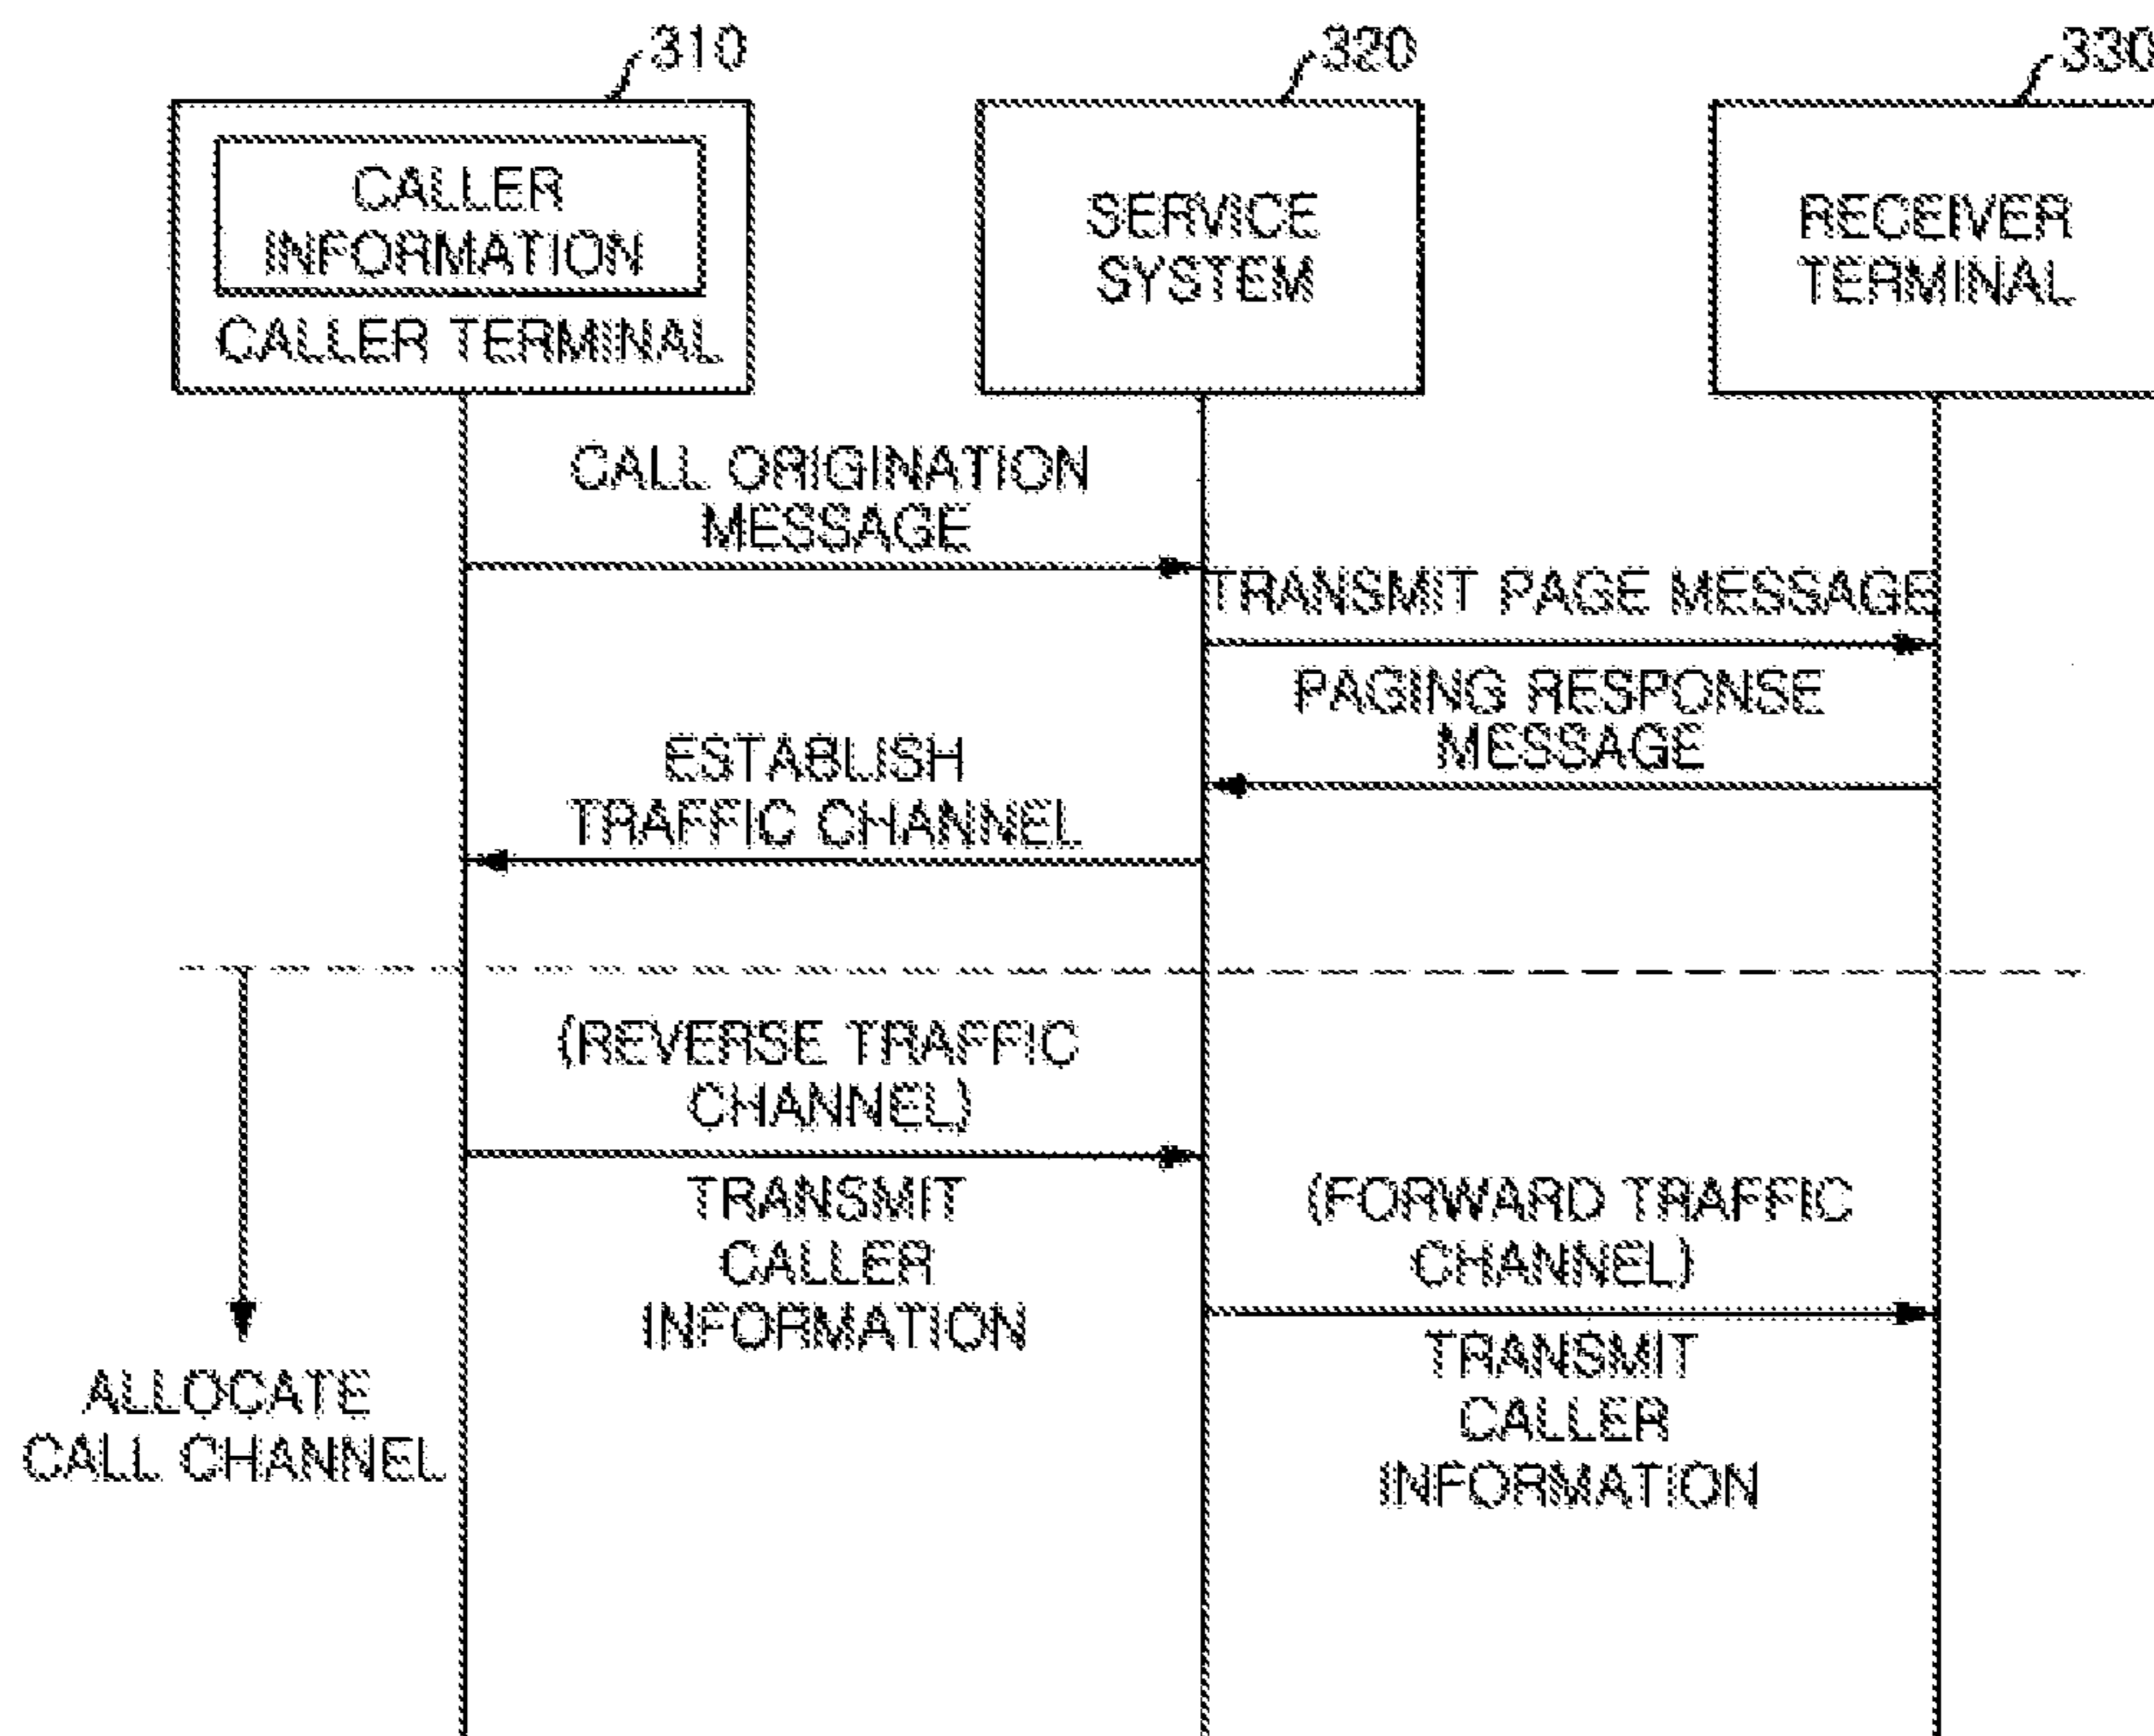 310
320
330
CALLER
INFORMATION
CALLER TERMINAL
SERVICE
SYSTEM
RECEIVER
TERMINAL
CALL ORIGINATION
MESSAGE
TRANSMIT PAGE MESSAGE
PAGING RESPONSE
MESSAGE
ESTABLISH
TRAFFIC CHANNEL
(REVERSE TRAFFIC
CHANNEL)
TRANSMIT
CALLER
INFORMATION
(FORWARD TRAFFIC
CHANNEL)
TRANSMIT
CALLER
INFORMATION
ALLOCATE
CALL CHANNEL